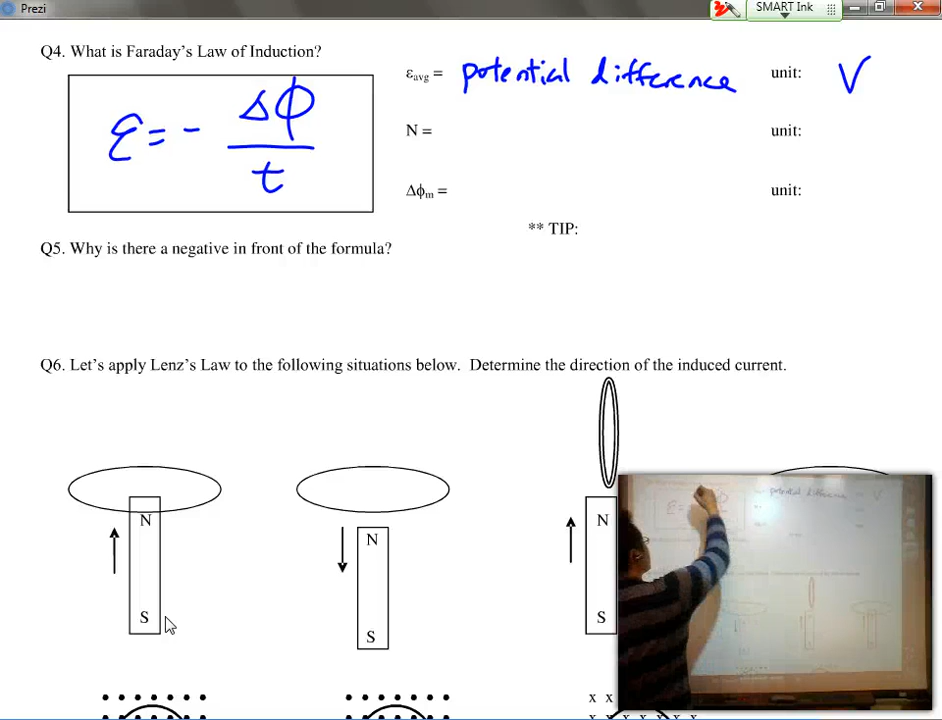 Prezi
SMART Ink
Q4. What is Faraday's Law of Induction?
ε = - Δϕ / t
εavg = potential difference unit: V
N = unit:
Δϕm = unit:
** TIP:
Q5. Why is there a negative in front of the formula?
Q6. Let's apply Lenz's Law to the following situations below. Determine the direction of the induced current.
N
N
N
S
S
S
x x
x x x x x x x